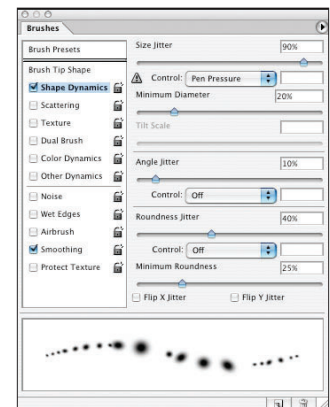 Brushes
Brush Presets
Brush Tip Shape
Shape Dynamics
Scattering
Texture
Dual Brush
Color Dynamics
Other Dynamics
Noise
Wet Edges
Airbrush
Smoothing
Protect Texture
Size Jitter 90%
Control: Pen Pressure
Minimum Diameter 20%
Tilt Scale
Angle Jitter 10%
Control: Off
Roundness Jitter 40%
Control: Off
Minimum Roundness 25%
Flip X Jitter Flip Y Jitter